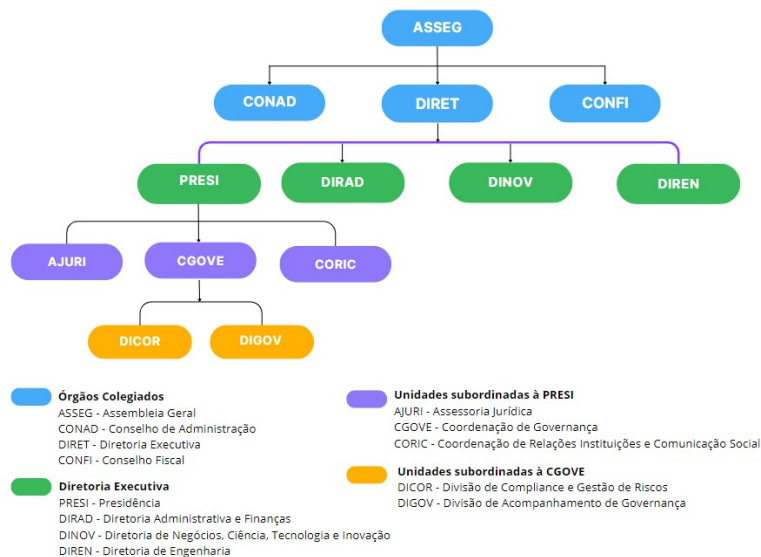 ASSEG
CONAD
DIRET
CONFI
PRESI
DIRAD
DINOV
DIREN
AJURI
CGOVE
CORIC
DICOR
DIGOV
Órgãos Colegiados
ASSEG - Assembleia Geral
CONAD - Conselho de Administração
DIRET - Diretoria Executiva
CONFI - Conselho Fiscal
Diretoria Executiva
PRESI - Presidência
DIRAD - Diretoria Administrativa e Finanças
DINOV - Diretoria de Negócios, Ciência, Tecnologia e Inovação
DIREN - Diretoria de Engenharia
Unidades subordinadas à PRESI
AJURI - Assessoria Jurídica
CGOVE - Coordenação de Governança
CORIC - Coordenação de Relações Instituições e Comunicação Social
Unidades subordinadas à CGOVE
DICOR - Divisão de Compliance e Gestão de Riscos
DIGOV - Divisão de Acompanhamento de Governança